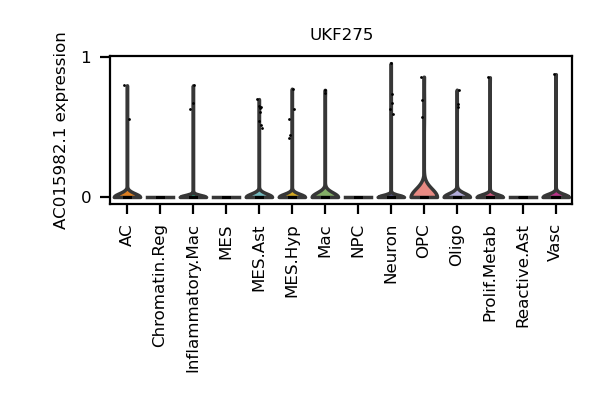 UKF275
AC015982.1 expression
1
0
AC
Chromatin.Reg
Inflammatory.Mac
MES
MES.Ast
MES.Hyp
Mac
NPC
Neuron
OPC
Oligo
Prolif.Metab
Reactive.Ast
Vasc